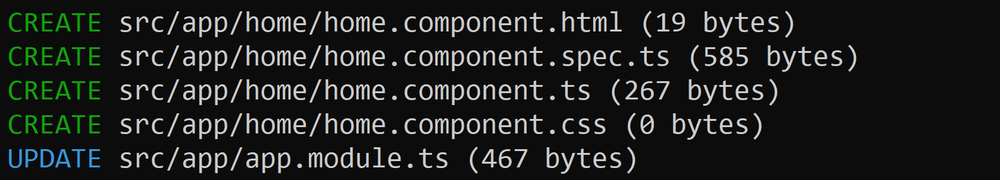 CREATE src/app/home/home.component.html (19 bytes)
CREATE src/app/home/home.component.spec.ts (585 bytes)
CREATE src/app/home/home.component.ts (267 bytes)
CREATE src/app/home/home.component.css (0 bytes)
UPDATE src/app/app.module.ts (467 bytes)